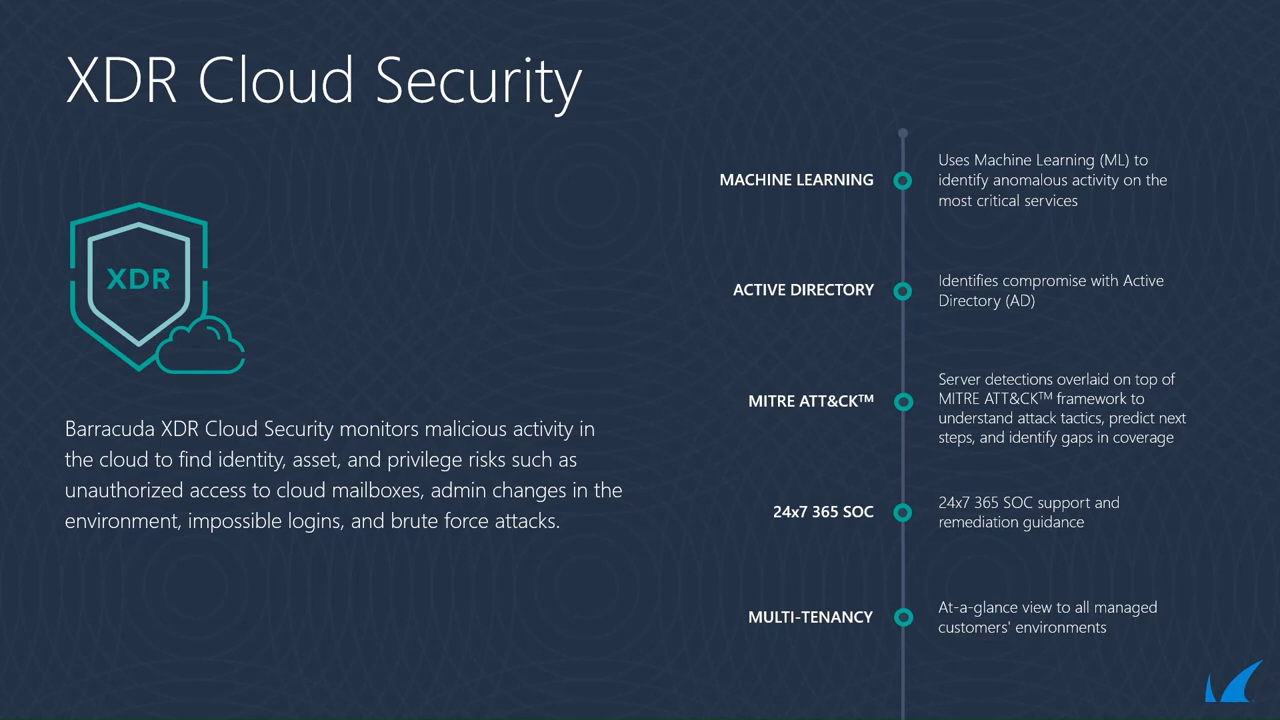 XDR Cloud Security
XDR
Barracuda XDR Cloud Security monitors malicious activity in
the cloud to find identity, asset, and privilege risks such as
unauthorized access to cloud mailboxes, admin changes in the
environment, impossible logins, and brute force attacks.
MACHINE LEARNING
Uses Machine Learning (ML) to
identify anomalous activity on the
most critical services
ACTIVE DIRECTORY
Identifies compromise with Active
Directory (AD)
MITRE ATT&CK™
Server detections overlaid on top of
MITRE ATT&CK™ framework to
understand attack tactics, predict next
steps, and identify gaps in coverage
24x7 365 SOC
24x7 365 SOC support and
remediation guidance
MULTI-TENANCY
At-a-glance view to all managed
customers' environments